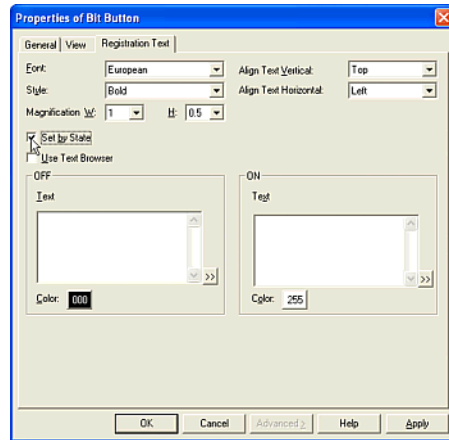 Properties of Bit Button
General View Registration Text
Font: European Align Text Vertical: Top
Style: Bold Align Text Horizontal: Left
Magnification W: 1 H: 0.5
Set by State
Use Text Browser
OFF ON
Text Text
>> >>
Color: 000 Color: 255
OK Cancel Advanced> Help Apply